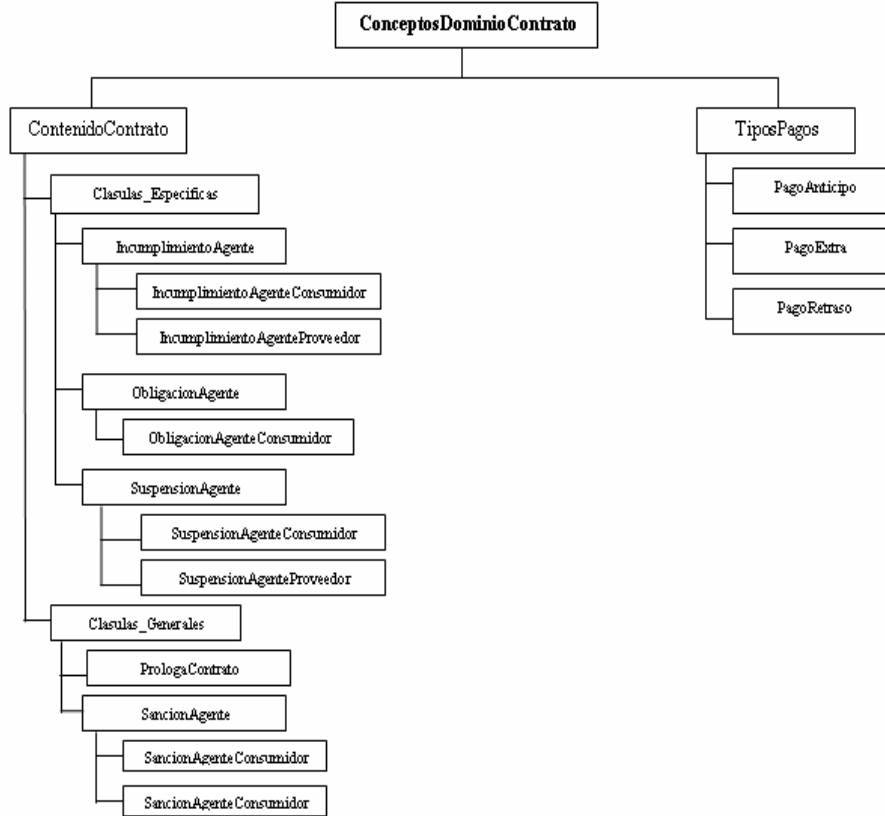 ConceptosDominioContrato
ContenidoContrato
TiposPagos
Clasulas_Especificas
PagoAnticipo
IncumplimientoAgente
PagoExtra
IncumplimientoAgenteConsumidor
PagoRetraso
IncumplimientoAgenteProveedor
ObligacionAgente
ObligacionAgenteConsumidor
SuspensionAgente
SuspensionAgenteConsumidor
SuspensionAgenteProveedor
Clasulas_Generales
PrologaContrato
SancionAgente
SancionAgenteConsumidor
SancionAgenteConsumidor